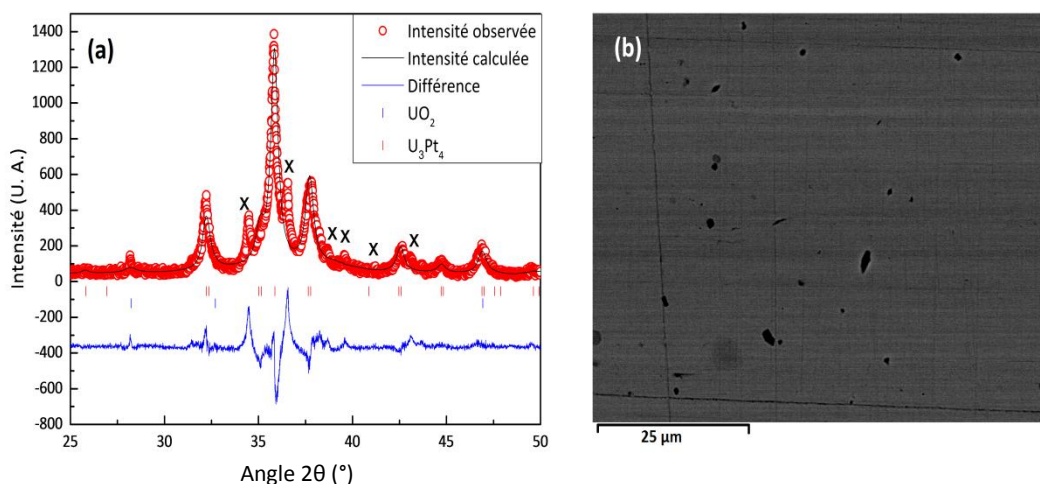 (a)
Intensité observée
Intensité calculée
Différence
UO2
U3Pt4
X X X X X X
Intensité (U. A.)
1400
1200
1000
800
600
400
200
0
-200
-400
-600
-800
25 30 35 40 45 50
Angle 2θ (°)
(b)
25 µm